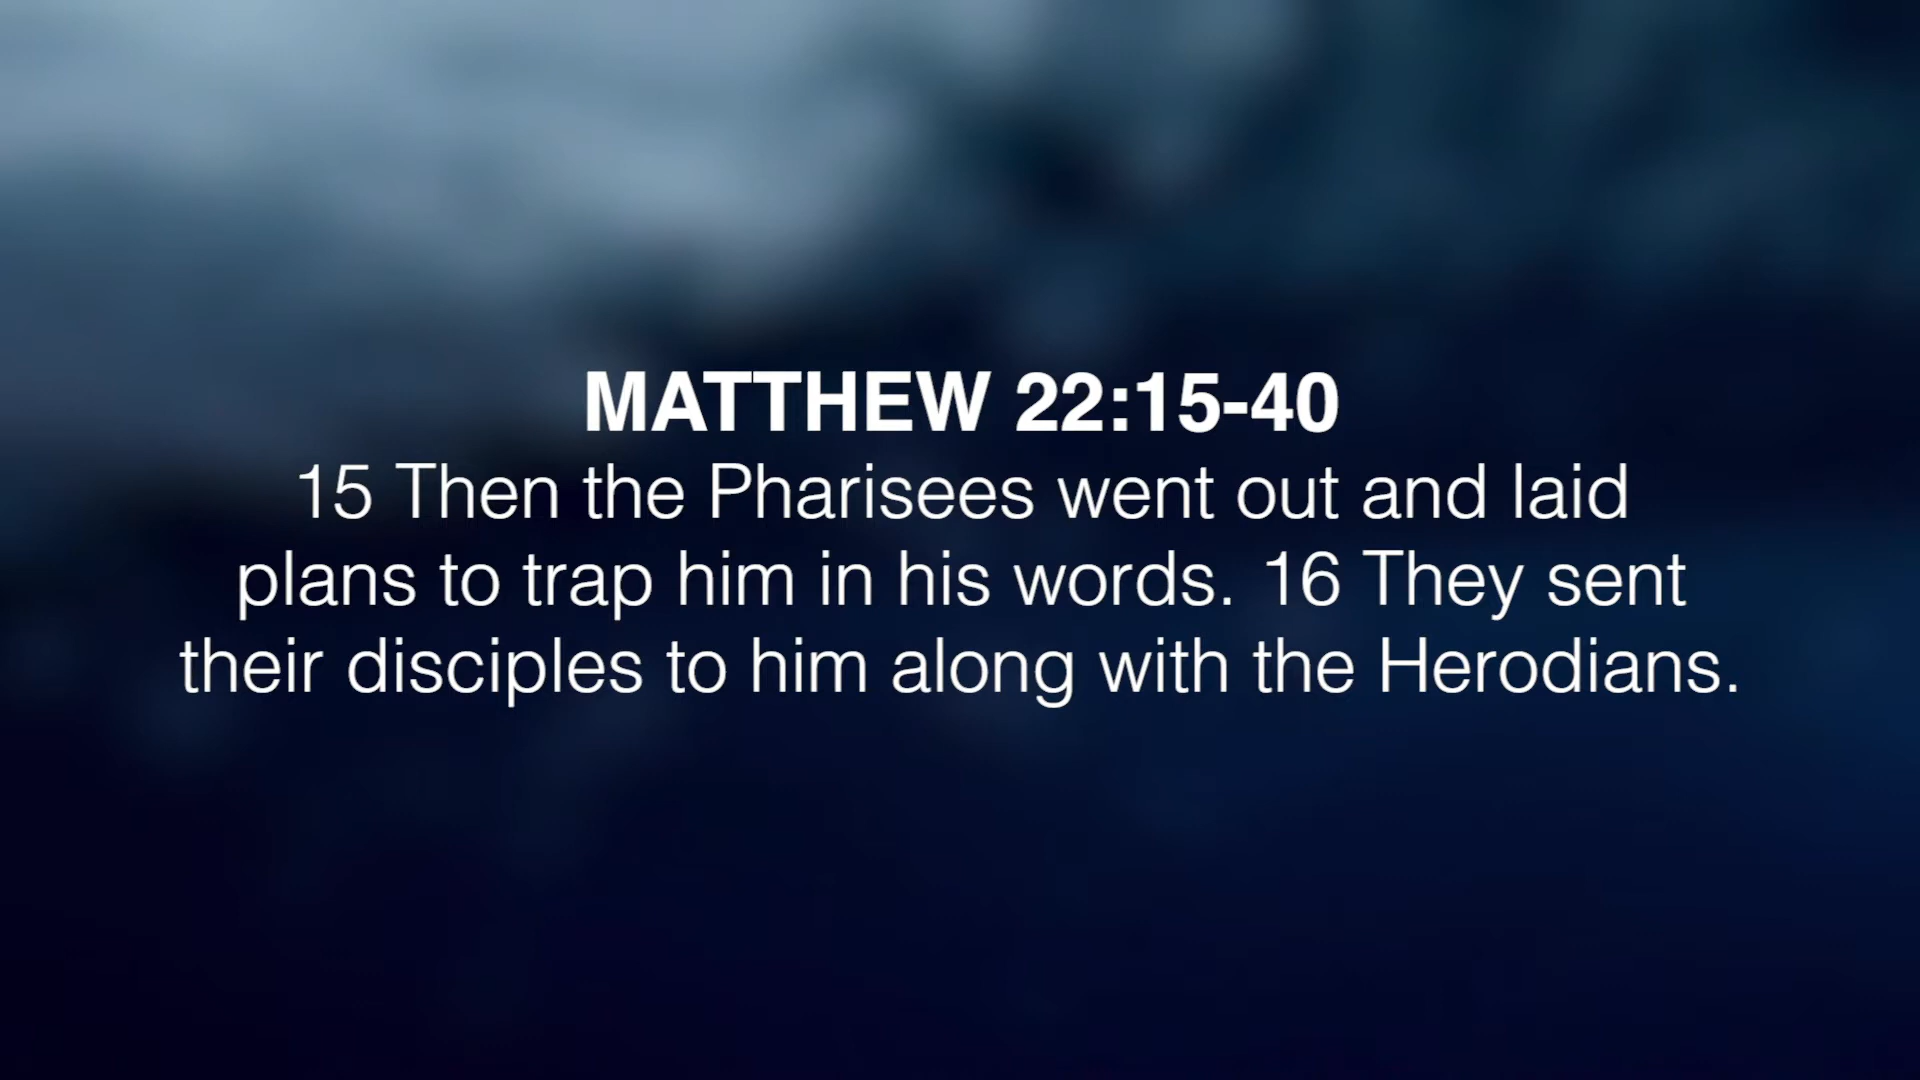 MATTHEW 22:15-40
15 Then the Pharisees went out and laid
plans to trap him in his words. 16 They sent
their disciples to him along with the Herodians.